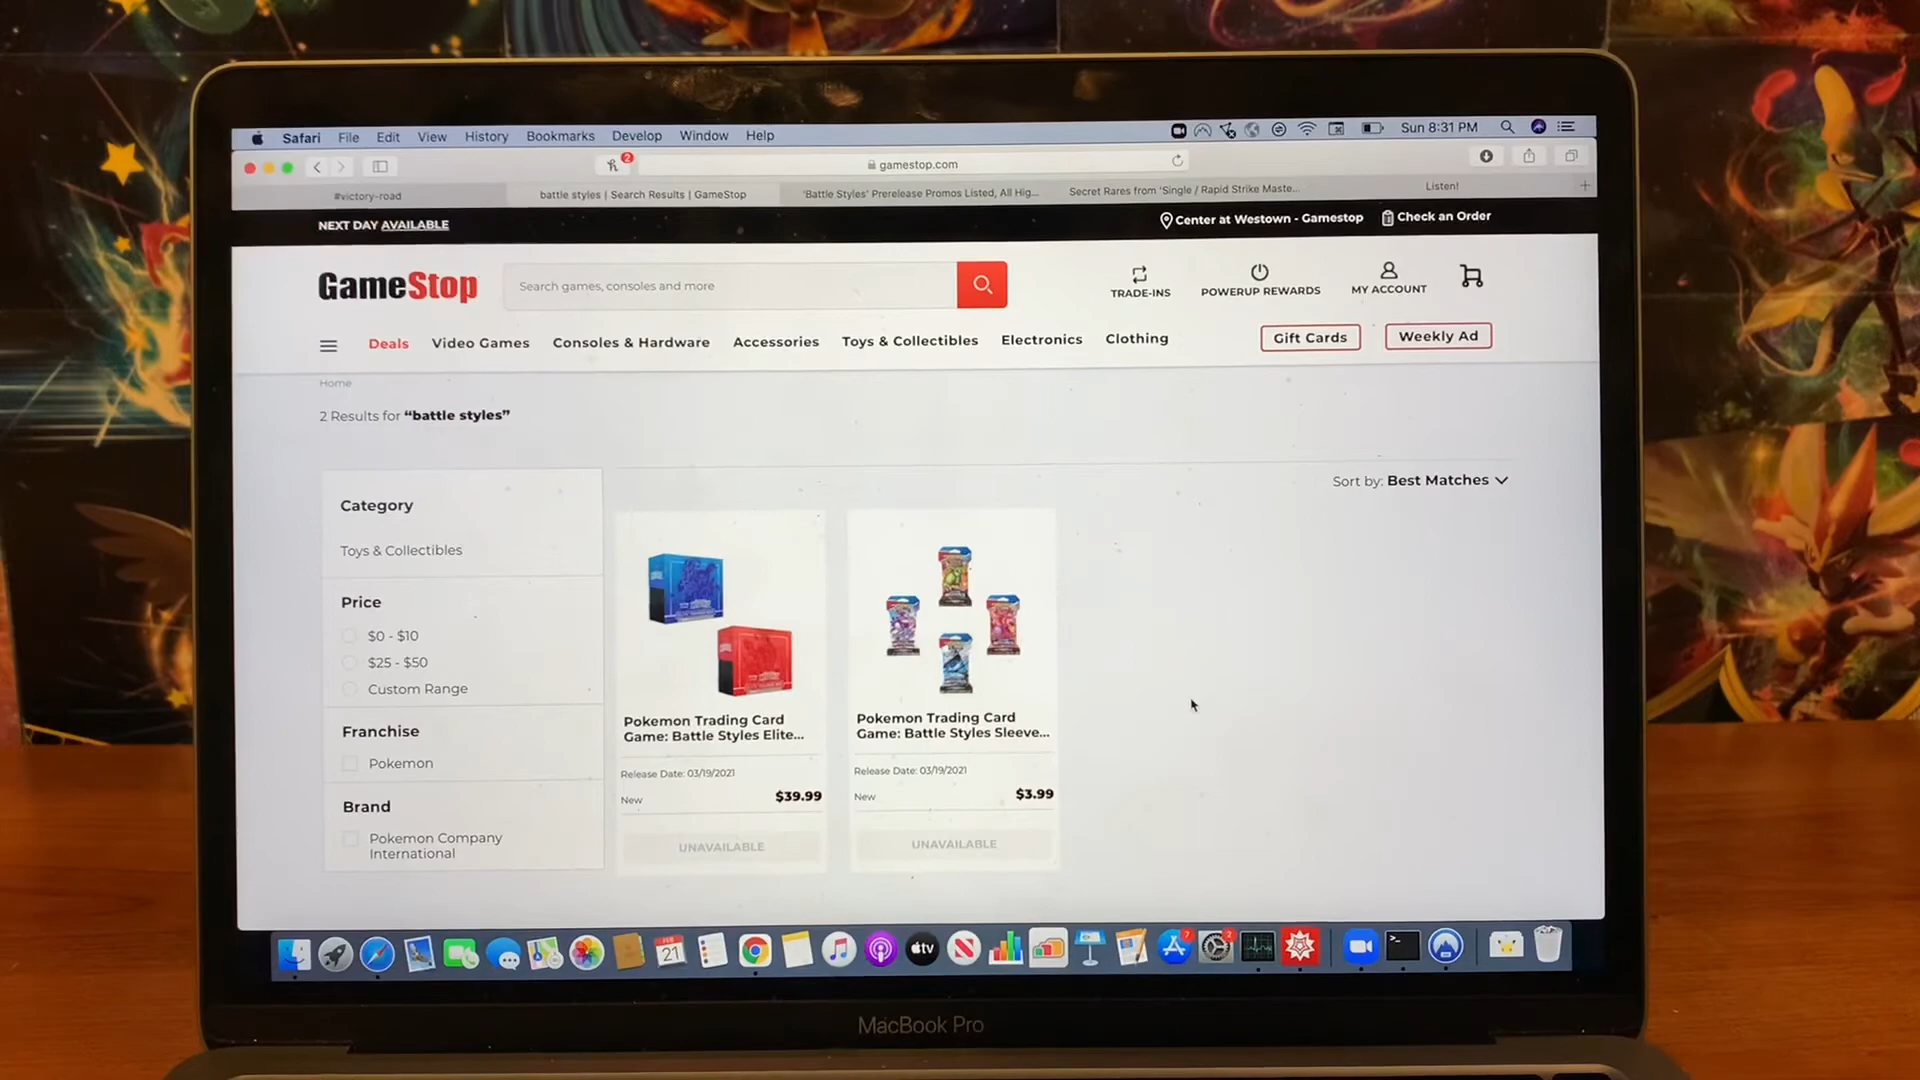 Safari File Edit View History Bookmarks Develop Window Help
Sun 8:31 PM
2
gamestop.com
#victory-road
battle styles | Search Results | GameStop
'Battle Styles' Prerelease Promos Listed, All Hig...
Secret Rares from 'Single / Rapid Strike Maste...
Listen!
NEXT DAY AVAILABLE
Center at Westown - Gamestop
Check an Order
GameStop
Search games, consoles and more
TRADE-INS
POWERUP REWARDS
MY ACCOUNT
Deals
Video Games
Consoles & Hardware
Accessories
Toys & Collectibles
Electronics
Clothing
Gift Cards
Weekly Ad
Home
2 Results for “battle styles”
Sort by: Best Matches
Category
Toys & Collectibles
Price
$0 - $10
$25 - $50
Custom Range
Franchise
Pokemon
Brand
Pokemon Company
International
Pokemon Trading Card
Game: Battle Styles Elite...
Release Date: 03/19/2021
New
$39.99
UNAVAILABLE
Pokemon Trading Card
Game: Battle Styles Sleeve...
Release Date: 03/19/2021
New
$3.99
UNAVAILABLE
FEB
21
tv
7
2
MacBook Pro